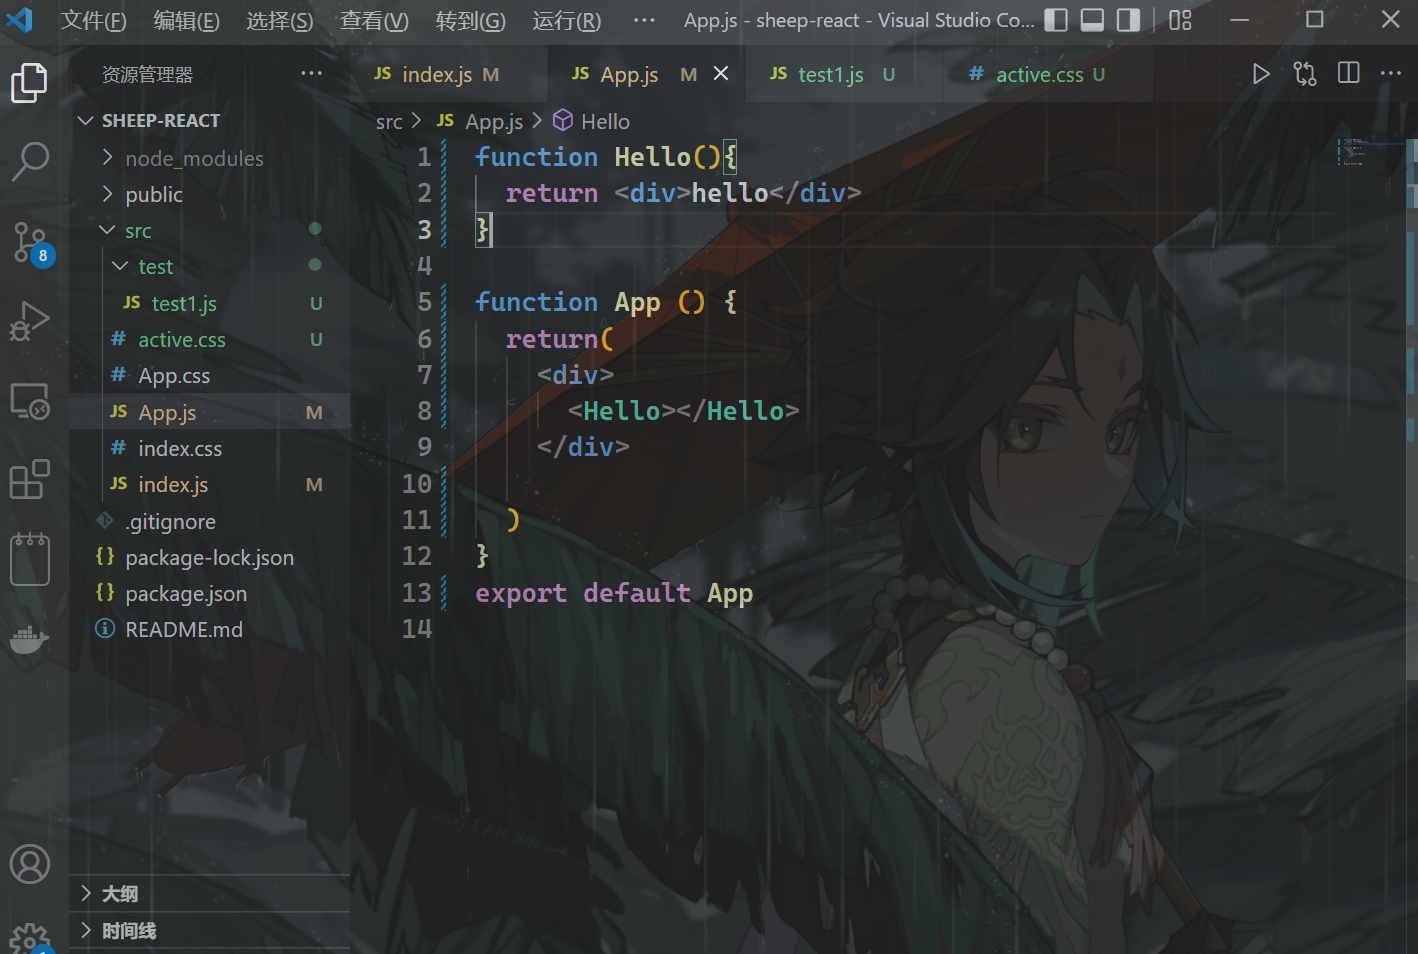 文件(F) 编辑(E) 选择(S) 查看(V) 转到(G) 运行(R) ··· App.js - sheep-react - Visual Studio Co...
资源管理器 ···
JS index.js M JS App.js M JS test1.js U # active.css U ···
SHEEP-REACT
node_modules
public
src
test
JS test1.js U
# active.css U
# App.css
JS App.js M
# index.css
JS index.js M
.gitignore
{} package-lock.json
{} package.json
README.md
大纲
时间线
8
src > JS App.js > Hello
1 function Hello(){
2 return <div>hello</div>
3 }
4
5 function App () {
6 return(
7 <div>
8 <Hello></Hello>
9 </div>
10
11 )
12 }
13 export default App
14